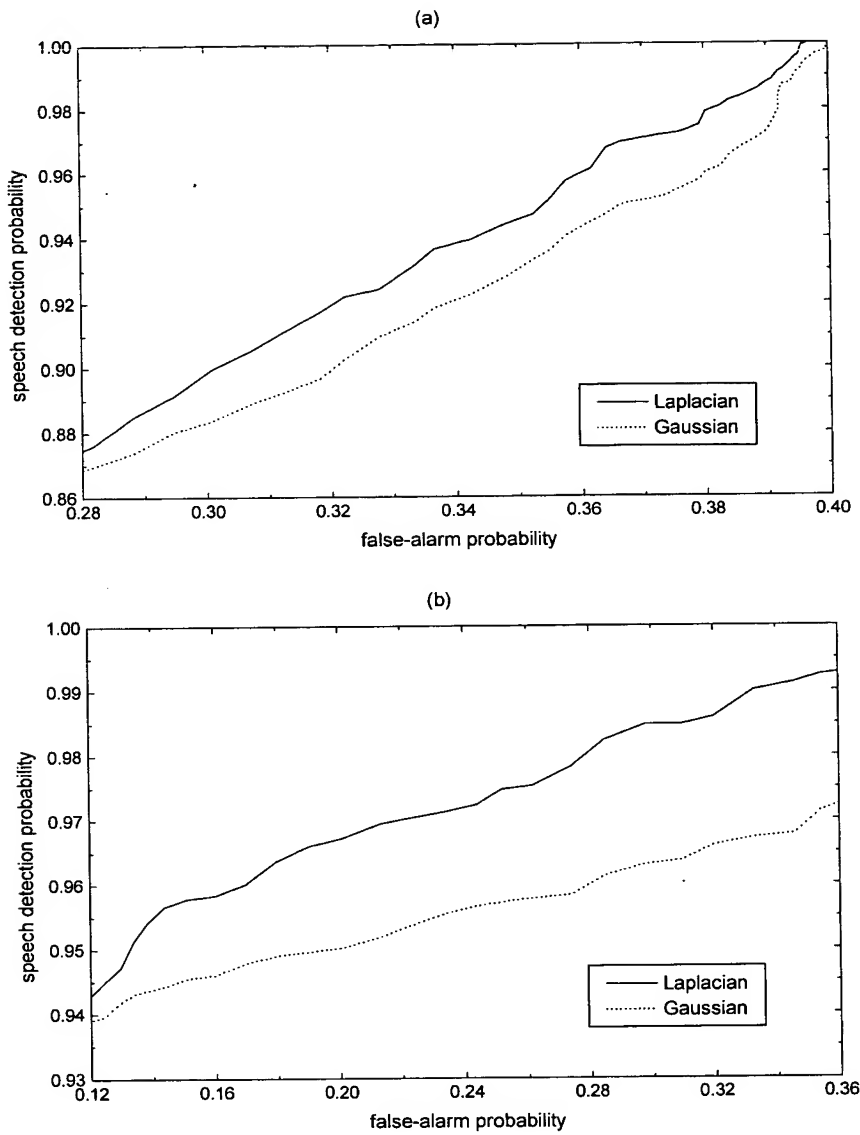 (a)
1.00
0.98
0.96
0.94
0.92
0.90
0.88
0.86
speech detection probability
Laplacian
Gaussian
0.28 0.30 0.32 0.34 0.36 0.38 0.40
false-alarm probability
(b)
1.00
0.99
0.98
0.97
0.96
0.95
0.94
0.93
speech detection probability
Laplacian
Gaussian
0.12 0.16 0.20 0.24 0.28 0.32 0.36
false-alarm probability